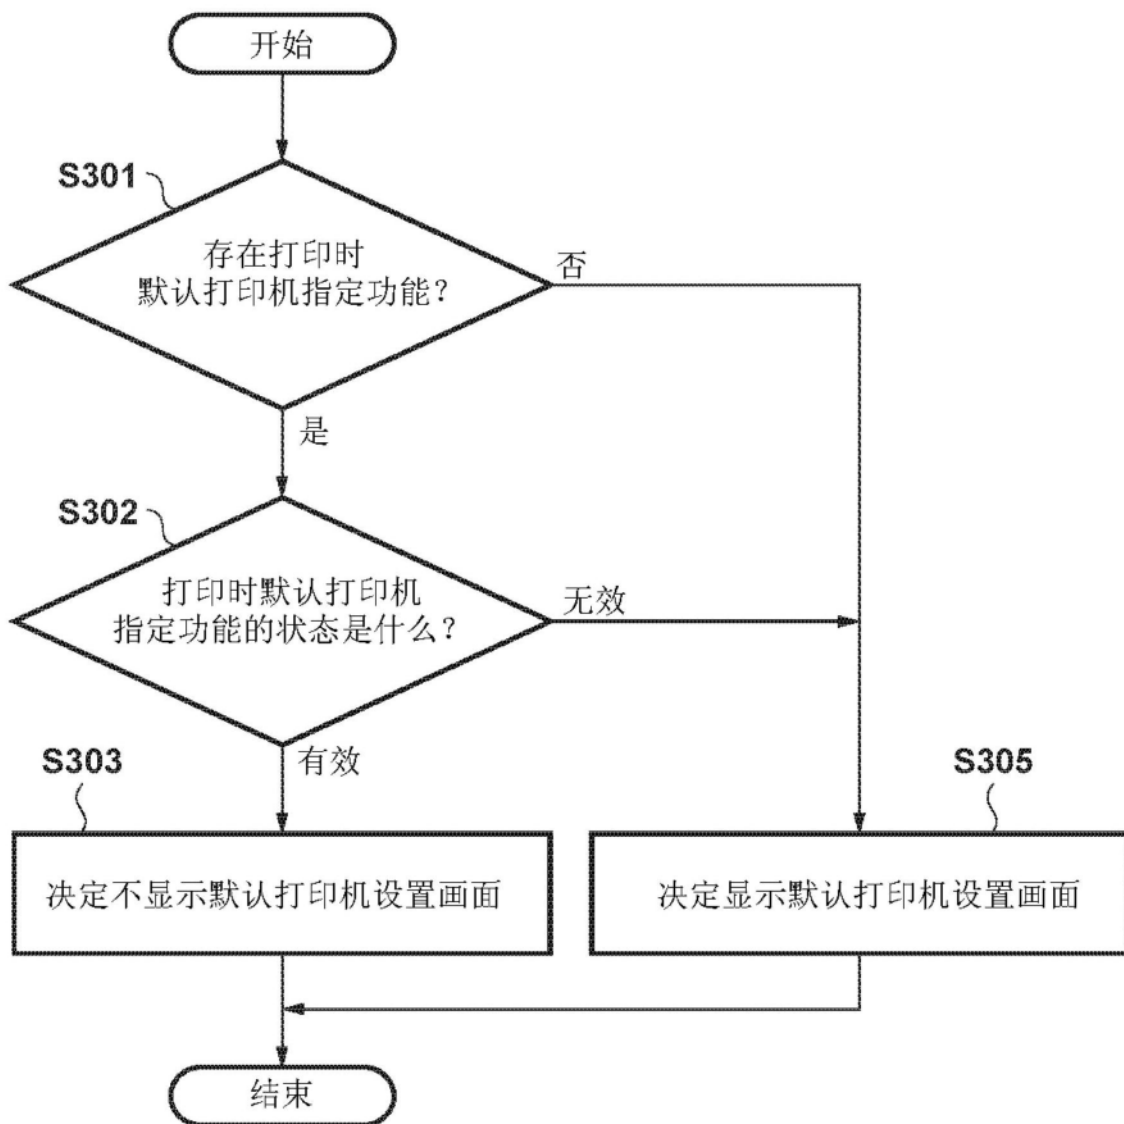 开始
S301
存在打印时
默认打印机指定功能？
否
是
S302
打印时默认打印机
指定功能的状态是什么？
无效
有效
S303
S305
决定不显示默认打印机设置画面
决定显示默认打印机设置画面
结束